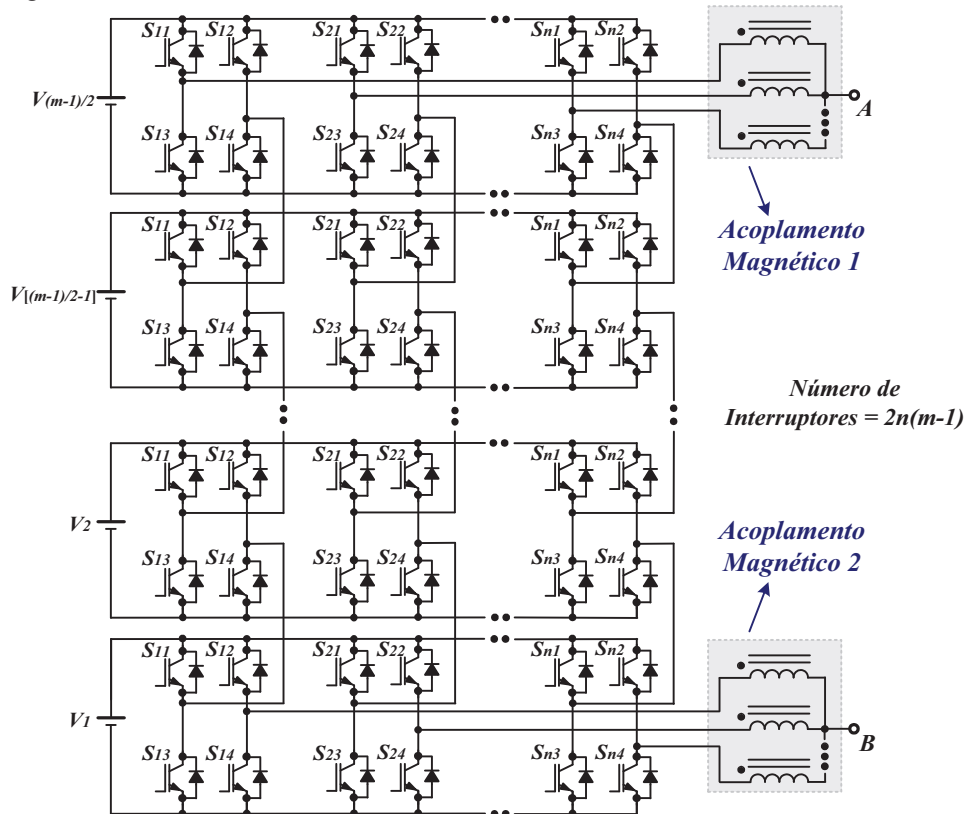 S11 S12 S21 S22 Sn1 Sn2
V(m-1)/2
A
S13 S14 S23 S24 Sn3 Sn4
Acoplamento
Magnético 1
S11 S12 S21 S22 Sn1 Sn2
V[(m-1)/2-1]
S13 S14 S23 S24 Sn3 Sn4
Número de
Interruptores = 2n(m-1)
S11 S12 S21 S22 Sn1 Sn2
V2
S13 S14 S23 S24 Sn3 Sn4
Acoplamento
Magnético 2
S11 S12 S21 S22 Sn1 Sn2
V1
B
S13 S14 S23 S24 Sn3 Sn4